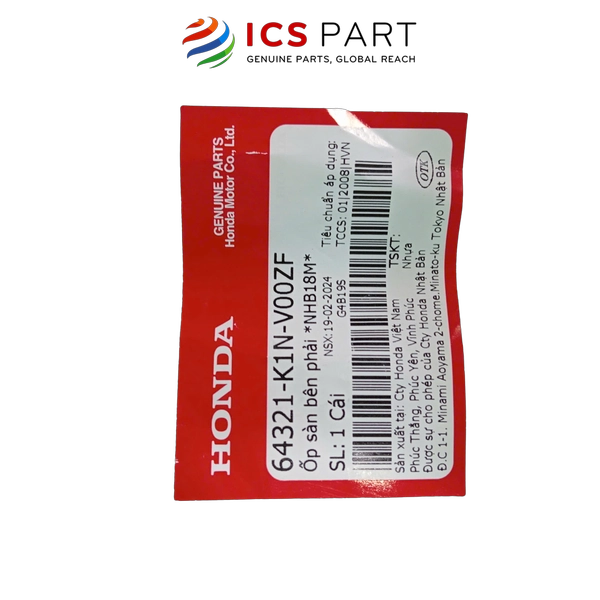 ICS PART
GENUINE PARTS, GLOBAL REACH
HONDA
GENUINE PARTS
Honda Motor Co., Ltd.
64321-K1N-V00ZF
Ốp sàn bên phải *NHB18M*
NSX:19-02-2024
Tiêu chuẩn áp dụng:
G4B19S
TCCS: 01|2008|HVN
SL: 1 Cái
TSKT:
Sản xuất tại: Cty Honda Việt Nam
Nhựa
Phúc Thắng, Phúc Yên, Vĩnh Phúc
Được sự cho phép của Cty Honda Nhật Bản
Đ.C 1-1, Minami Aoyama 2-chome.Minato-ku Tokyo Nhật Bản
OTK